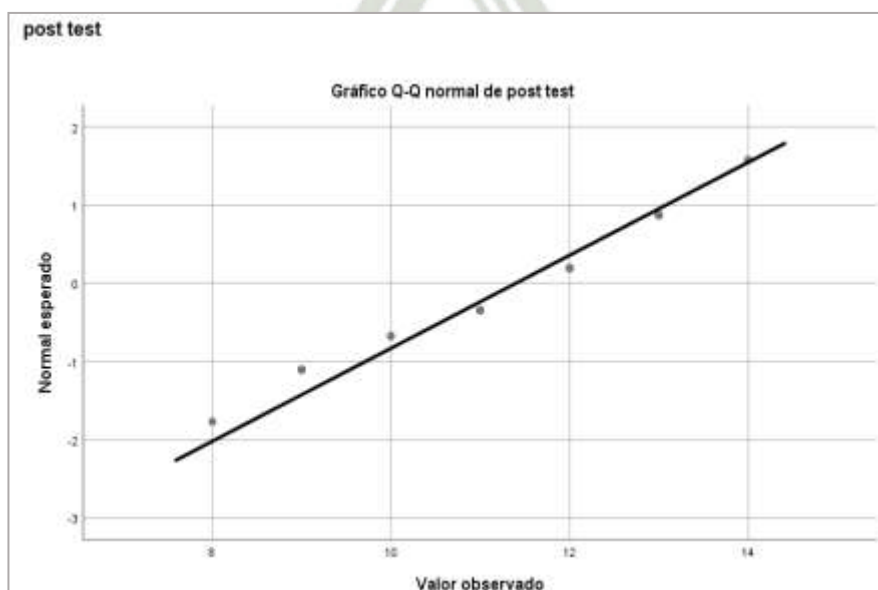 post test
Gráfico Q-Q normal de post test
Normal esperado
2
1
0
-1
-2
-3
8
10
12
14
Valor observado